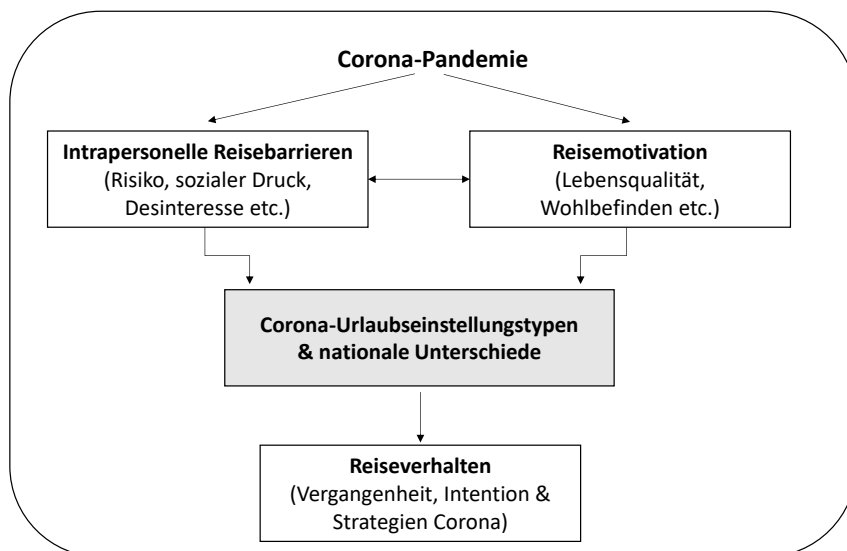 Corona-Pandemie
Intrapersonelle Reisebarrieren
(Risiko, sozialer Druck,
Desinteresse etc.)
Reisemotivation
(Lebensqualität,
Wohlbefinden etc.)
Corona-Urlaubseinstellungstypen
& nationale Unterschiede
Reiseverhalten
(Vergangenheit, Intention &
Strategien Corona)